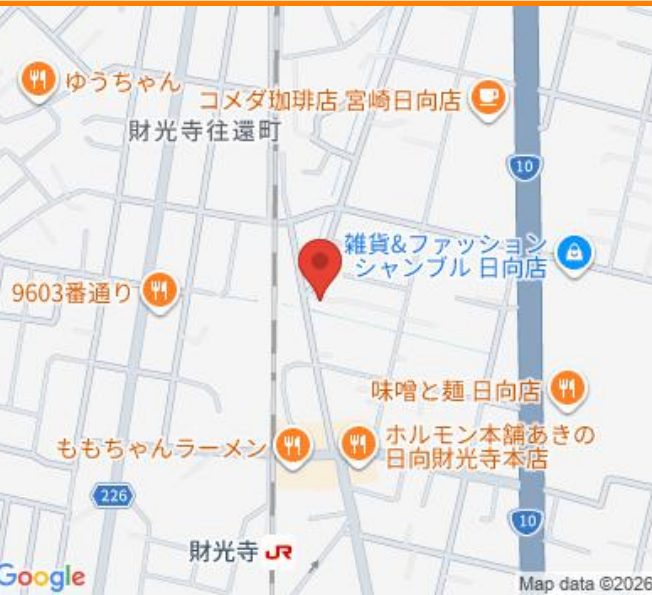 ゆうちゃん
コメダ珈琲店 宮崎日向店
財光寺往還町
10
雑貨&ファッション
シャンブル 日向店
9603番通り
味噌と麺 日向店
ももちゃんラーメン
ホルモン本舗あきの
日向財光寺本店
226
10
財光寺 JR
Google
Map data ©2026